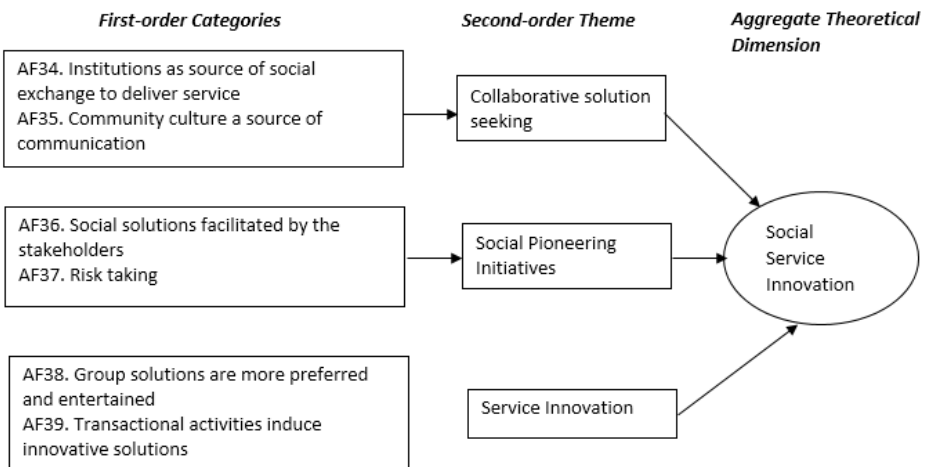 First-order Categories
Second-order Theme
Aggregate Theoretical
Dimension
AF34. Institutions as source of social
exchange to deliver service
AF35. Community culture a source of
communication
Collaborative solution
seeking
AF36. Social solutions facilitated by the
stakeholders
AF37. Risk taking
Social Pioneering
Initiatives
Social
Service
Innovation
AF38. Group solutions are more preferred
and entertained
AF39. Transactional activities induce
innovative solutions
Service Innovation